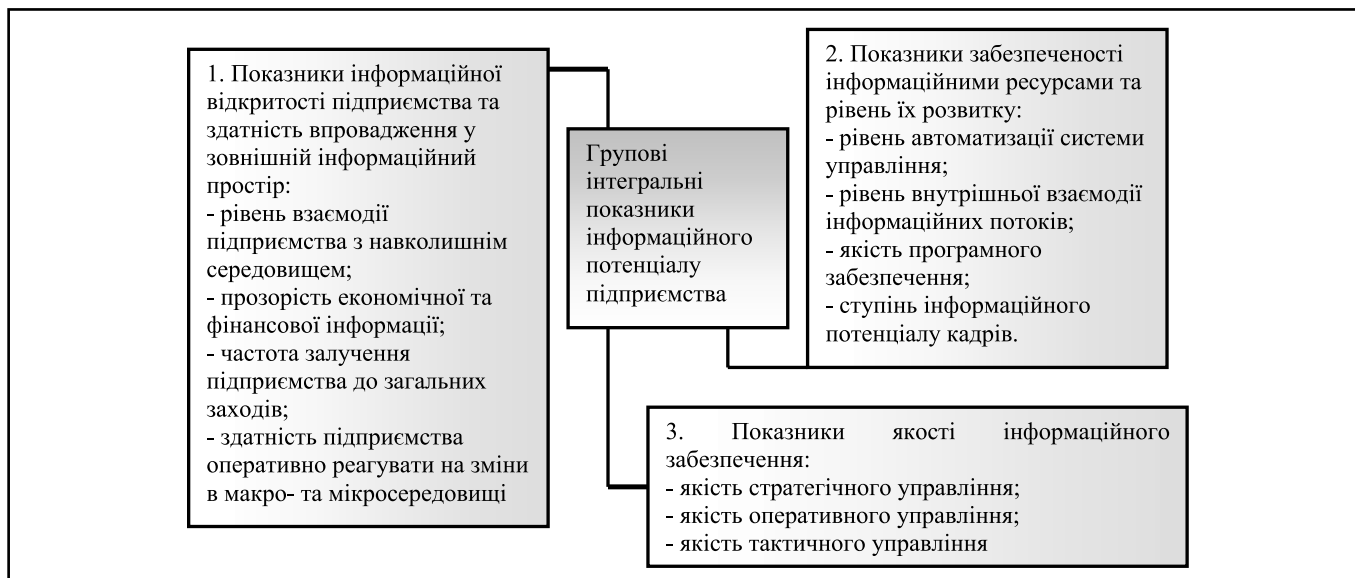 1. Показники інформаційної
відкритості підприємства та
здатність впровадження у
зовнішній інформаційний
простір:
- рівень взаємодії
підприємства з навколишнім
середовищем;
- прозорість економічної та
фінансової інформації;
- частота залучення
підприємства до загальних
заходів;
- здатність підприємства
оперативно реагувати на зміни
в макро- та мікросередовищі
Групові
інтегральні
показники
інформаційного
потенціалу
підприємства
2. Показники забезпеченості
інформаційними ресурсами та
рівень їх розвитку:
- рівень автоматизації системи
управління;
- рівень внутрішньої взаємодії
інформаційних потоків;
- якість програмного
забезпечення;
- ступінь інформаційного
потенціалу кадрів.
3. Показники якості інформаційного
забезпечення:
- якість стратегічного управління;
- якість оперативного управління;
- якість тактичного управління